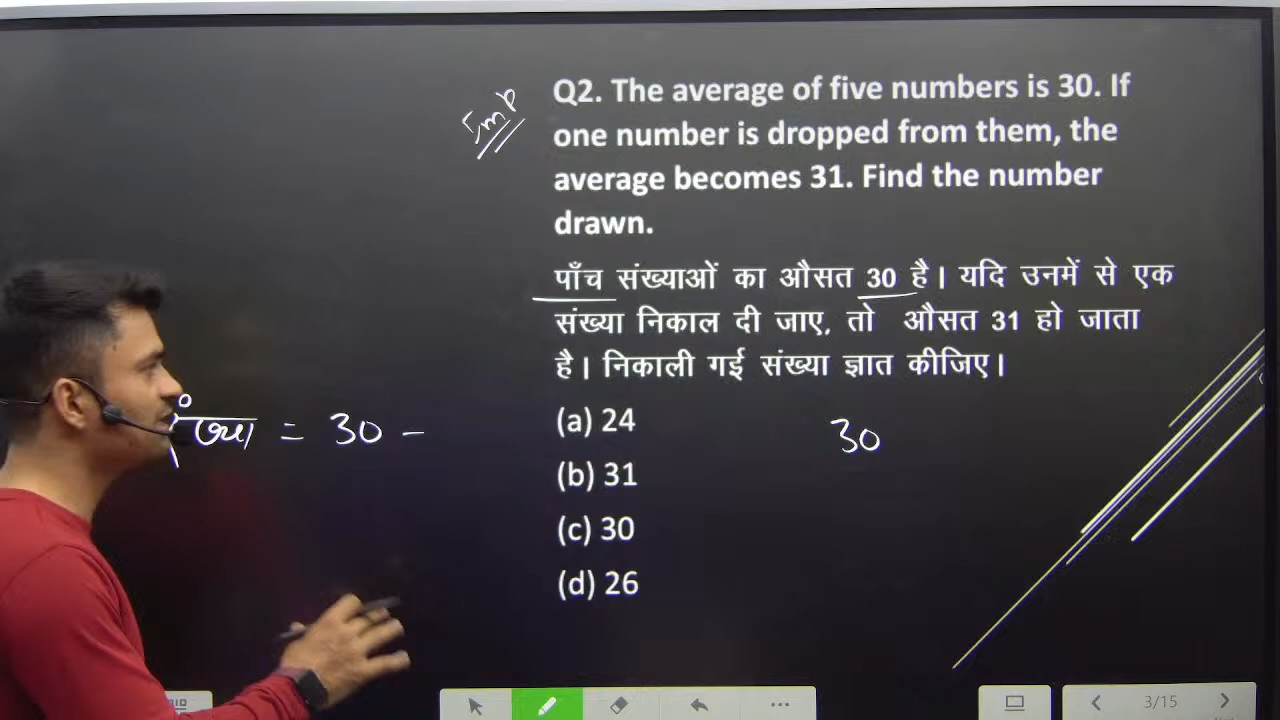 Imp
Q2. The average of five numbers is 30. If
one number is dropped from them, the
average becomes 31. Find the number
drawn.
पाँच संख्याओं का औसत 30 है। यदि उनमें से एक
संख्या निकाल दी जाए, तो औसत 31 हो जाता
है। निकाली गई संख्या ज्ञात कीजिए।
(a) 24
(b) 31
(c) 30
(d) 26
= 30 –
30
3/15